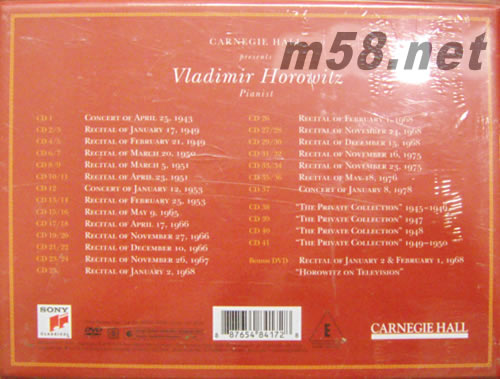 CARNEGIE HALL
m58.net
presents
Vladimir Horowitz
Pianist
CD 1 CONCERT OF APRIL 25, 1943
CD 2/3 RECITAL OF JANUARY 17, 1949
CD 4/5 RECITAL OF FEBRUARY 21, 1949
CD 6/7 RECITAL OF MARCH 20, 1950
CD 8/9 RECITAL OF MARCH 5, 1951
CD 10/11 RECITAL OF APRIL 23, 1951
CD 12 CONCERT OF JANUARY 12, 1953
CD 13/14 RECITAL OF FEBRUARY 25, 1953
CD 15/16 RECITAL OF MAY 9, 1965
CD 17/18 RECITAL OF APRIL 17, 1966
CD 19/20 RECITAL OF NOVEMBER 27, 1966
CD 21/22 RECITAL OF DECEMBER 10, 1966
CD 23/24 RECITAL OF NOVEMBER 26, 1967
CD 25 RECITAL OF JANUARY 2, 1968
CD 26 RECITAL OF FEBRUARY 1, 1968
CD 27/28 RECITAL OF NOVEMBER 24, 1968
CD 29/30 RECITAL OF DECEMBER 15, 1968
CD 31/32 RECITAL OF NOVEMBER 16, 1975
CD 33/34 RECITAL OF NOVEMBER 23, 1975
CD 35/36 RECITAL OF MAY 18, 1976
CD 37 CONCERT OF JANUARY 8, 1978
CD 38 "THE PRIVATE COLLECTION" 1945-1949
CD 39 "THE PRIVATE COLLECTION" 1947
CD 40 "THE PRIVATE COLLECTION" 1948
CD 41 "THE PRIVATE COLLECTION" 1949-1950
BONUS DVD RECITAL OF JANUARY 2 & FEBRUARY 1, 1968
"HOROWITZ ON TELEVISION"
SONY
DVD
8 87654 84172 8
E
CARNEGIE HALL